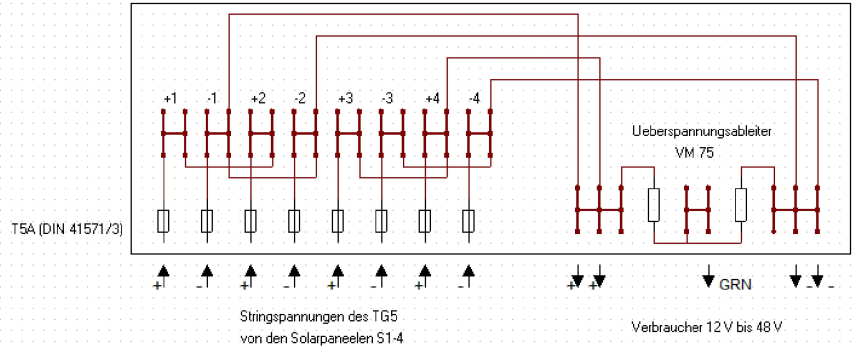 +1 -1 +2 -2 +3 -3 +4 -4
Ueberspannungsableiter
VM 75
T5A (DIN 41571/3)
+ - + - + - + - + + GRN - -
Stringspannungen des TG5
von den Solarpaneelen S1-4
Verbraucher 12 V bis 48 V